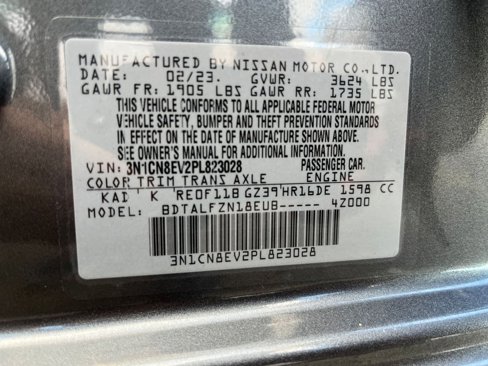 MANUFACTURED BY NISSAN MOTOR CO., LTD.
DATE: 02/23. GVWR: 3624 LBS
GAWR FR: 1905 LBS GAWR RR: 1735 LBS
THIS VEHICLE CONFORMS TO ALL APPLICABLE FEDERAL MOTOR
VEHICLE SAFETY, BUMPER AND THEFT PREVENTION STANDARDS
IN EFFECT ON THE DATE OF MANUFACTURE SHOWN ABOVE.
SEE OWNER'S MANUAL FOR ADDITIONAL INFORMATION.
VIN: 3N1CN8EV2PL823028 PASSENGER CAR.
COLOR TRIM TRANS AXLE ENGINE
KAD K RE0F11B GZ39 HR16DE 1598 CC
MODEL: BDTALFZN18EUB----- 4Z000
3N1CN8EV2PL823028